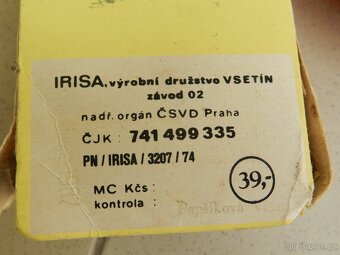 IRISA, výrobní družstvo VSETÍN
závod 02
nadř. orgán ČSVD Praha
ČJK : 741 499 335
PN / IRISA / 3207 / 74
39,-
MC Kčs :
kontrola : Papšíková